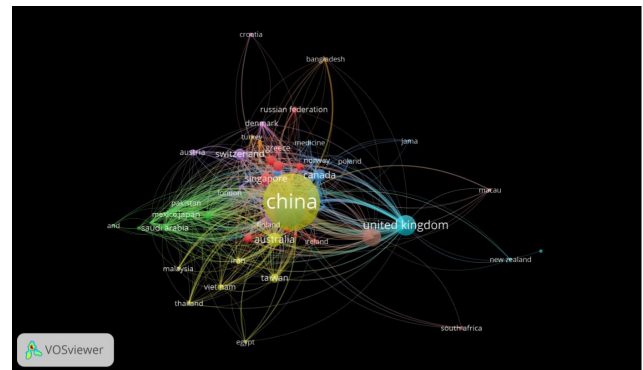 croatia
bangladesh
russian federation
denmark
turkey
greece
medicine
jama
austria
switzerland
norway
poland
singapore
canada
london
pakistan
china
macau
mexico
japan
and
saudi arabia
finland
united kingdom
australia
ireland
iran
new zealand
malaysia
taiwan
vietnam
thailand
south africa
egypt
VOSviewer